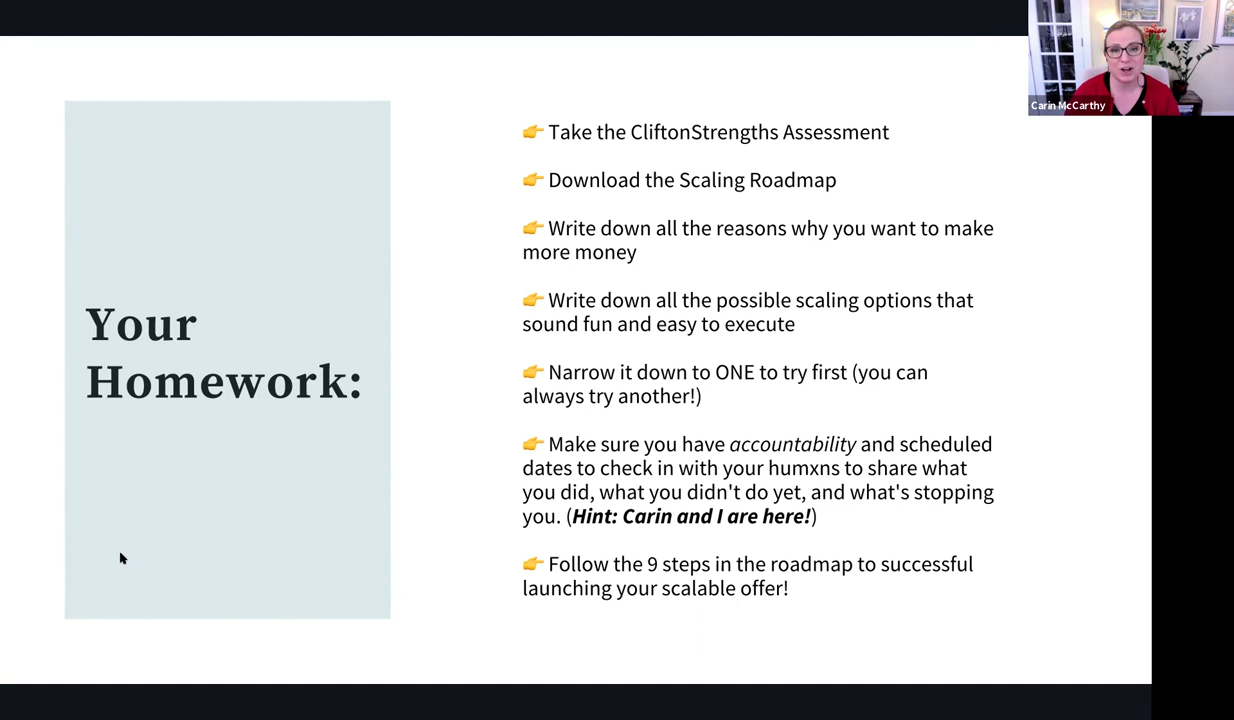 Carin McCarthy
Your
Homework:
👉 Take the CliftonStrengths Assessment
👉 Download the Scaling Roadmap
👉 Write down all the reasons why you want to make
more money
👉 Write down all the possible scaling options that
sound fun and easy to execute
👉 Narrow it down to ONE to try first (you can
always try another!)
👉 Make sure you have accountability and scheduled
dates to check in with your humxns to share what
you did, what you didn't do yet, and what's stopping
you. (Hint: Carin and I are here!)
👉 Follow the 9 steps in the roadmap to successful
launching your scalable offer!